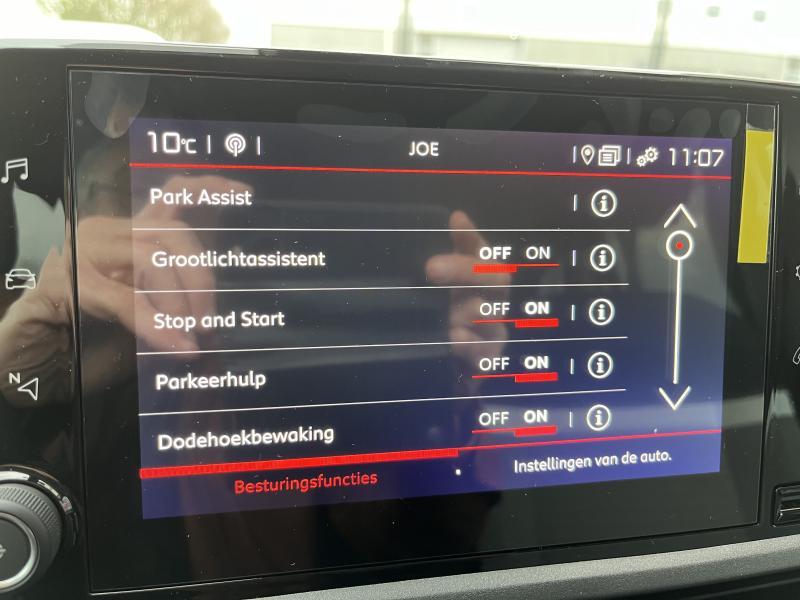 10°C | | JOE | | 11:07
Park Assist |
Grootlichtassistent OFF ON |
Stop and Start OFF ON |
Parkeerhulp OFF ON |
Dodehoekbewaking OFF ON |
Besturingsfuncties Instellingen van de auto.
N